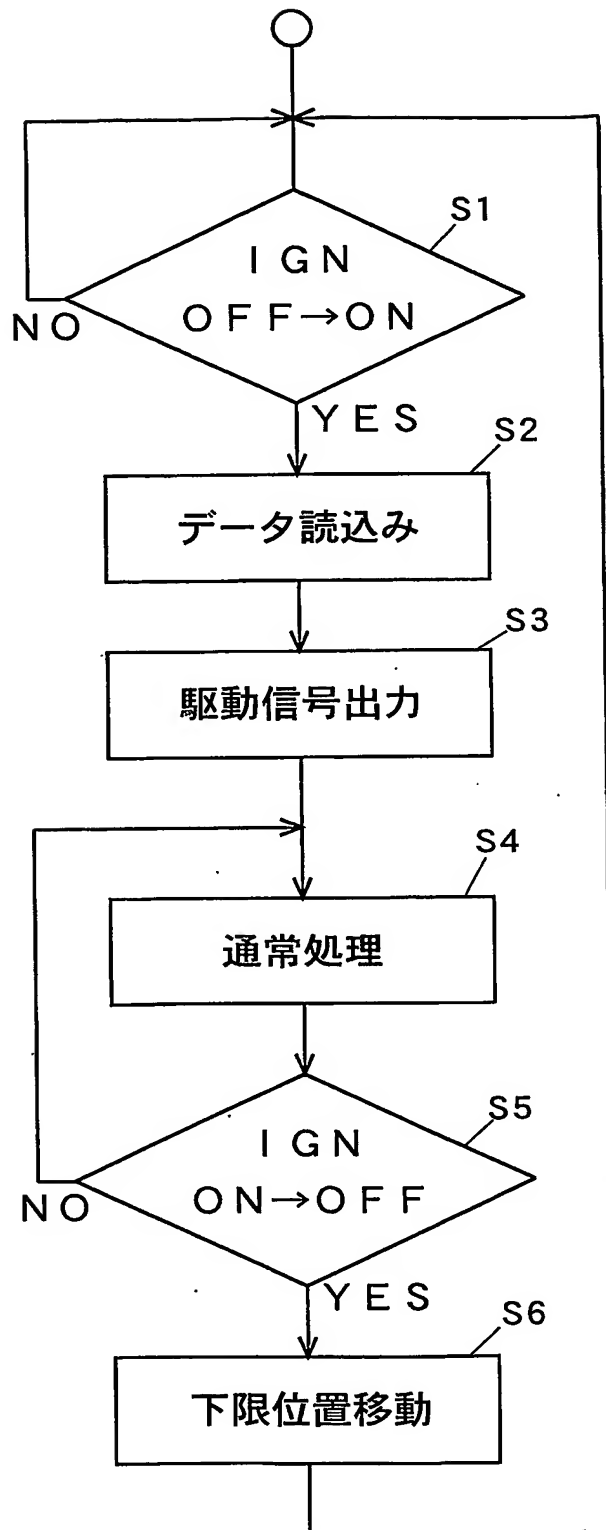 S1
IGN
OFF→ON
NO
YES
S2
データ読込み
S3
駆動信号出力
S4
通常処理
S5
IGN
ON→OFF
NO
YES
S6
下限位置移動